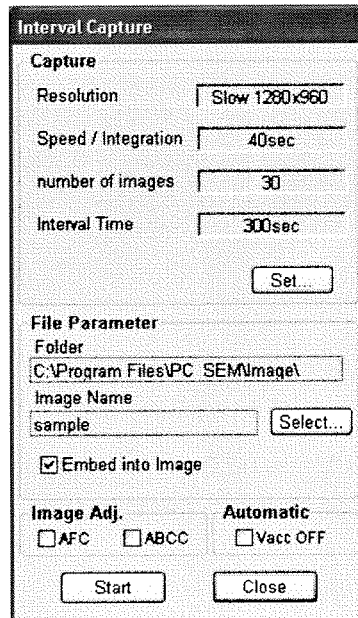 Interval Capture
Capture
Resolution Slow 1280x960
Speed / Integration 40sec
number of images 30
Interval Time 300sec
Set...
File Parameter
Folder
C:\Program Files\PC_SEM\Image\
Image Name
sample Select...
Embed into Image
Image Adj. Automatic
AFC ABCC Vacc OFF
Start Close